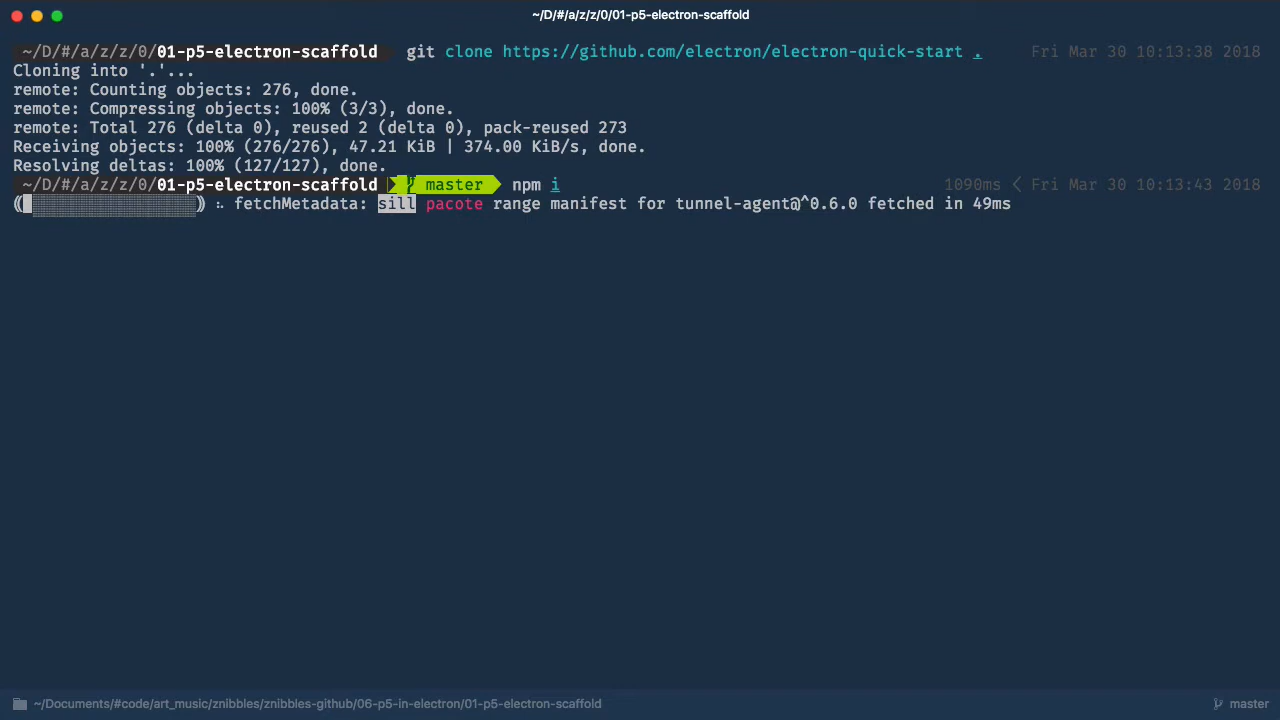 ~/D/#/a/z/z/0/01-p5-electron-scaffold
~/D/#/a/z/z/0/01-p5-electron-scaffold git clone https://github.com/electron/electron-quick-start . Fri Mar 30 10:13:38 2018
Cloning into '.'...
remote: Counting objects: 276, done.
remote: Compressing objects: 100% (3/3), done.
remote: Total 276 (delta 0), reused 2 (delta 0), pack-reused 273
Receiving objects: 100% (276/276), 47.21 KiB | 374.00 KiB/s, done.
Resolving deltas: 100% (127/127), done.
~/D/#/a/z/z/0/01-p5-electron-scaffold master npm i 1090ms < Fri Mar 30 10:13:43 2018
fetchMetadata: sill pacote range manifest for tunnel-agent@^0.6.0 fetched in 49ms
~/Documents/#code/art_music/znibbles/znibbles-github/06-p5-in-electron/01-p5-electron-scaffold master